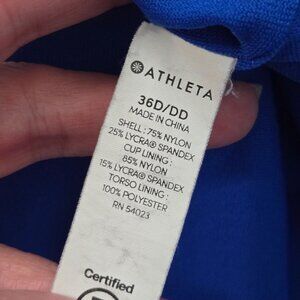 ATHLETA
36D/DD
MADE IN CHINA
SHELL: 75% NYLON
25% LYCRA® SPANDEX
CUP LINING:
85% NYLON
15% LYCRA® SPANDEX
TORSO LINING:
100% POLYESTER
RN 54023
Certified